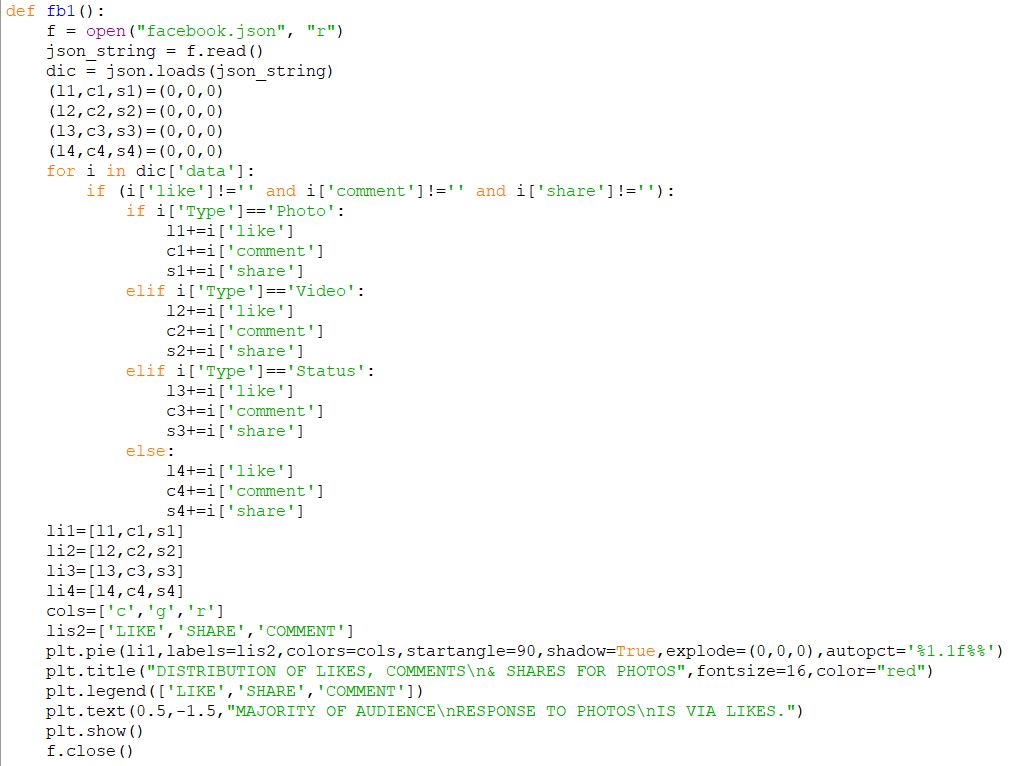 def fb1():
    f = open("facebook.json", "r")
    json_string = f.read()
    dic = json.loads(json_string)
    (l1,c1,s1)=(0,0,0)
    (l2,c2,s2)=(0,0,0)
    (l3,c3,s3)=(0,0,0)
    (l4,c4,s4)=(0,0,0)
    for i in dic['data']:
        if (i['like']!='' and i['comment']!='' and i['share']!=''):
            if i['Type']=='Photo':
                l1+=i['like']
                c1+=i['comment']
                s1+=i['share']
            elif i['Type']=='Video':
                l2+=i['like']
                c2+=i['comment']
                s2+=i['share']
            elif i['Type']=='Status':
                l3+=i['like']
                c3+=i['comment']
                s3+=i['share']
            else:
                l4+=i['like']
                c4+=i['comment']
                s4+=i['share']
    li1=[l1,c1,s1]
    li2=[l2,c2,s2]
    li3=[l3,c3,s3]
    li4=[l4,c4,s4]
    cols=['c','g','r']
    lis2=['LIKE','SHARE','COMMENT']
    plt.pie(li1,labels=lis2,colors=cols,startangle=90,shadow=True,explode=(0,0,0),autopct='%1.1f%%')
    plt.title("DISTRIBUTION OF LIKES, COMMENTS\n& SHARES FOR PHOTOS",fontsize=16,color="red")
    plt.legend(['LIKE','SHARE','COMMENT'])
    plt.text(0.5,-1.5,"MAJORITY OF AUDIENCE\nRESPONSE TO PHOTOS\nIS VIA LIKES.")
    plt.show()
    f.close()